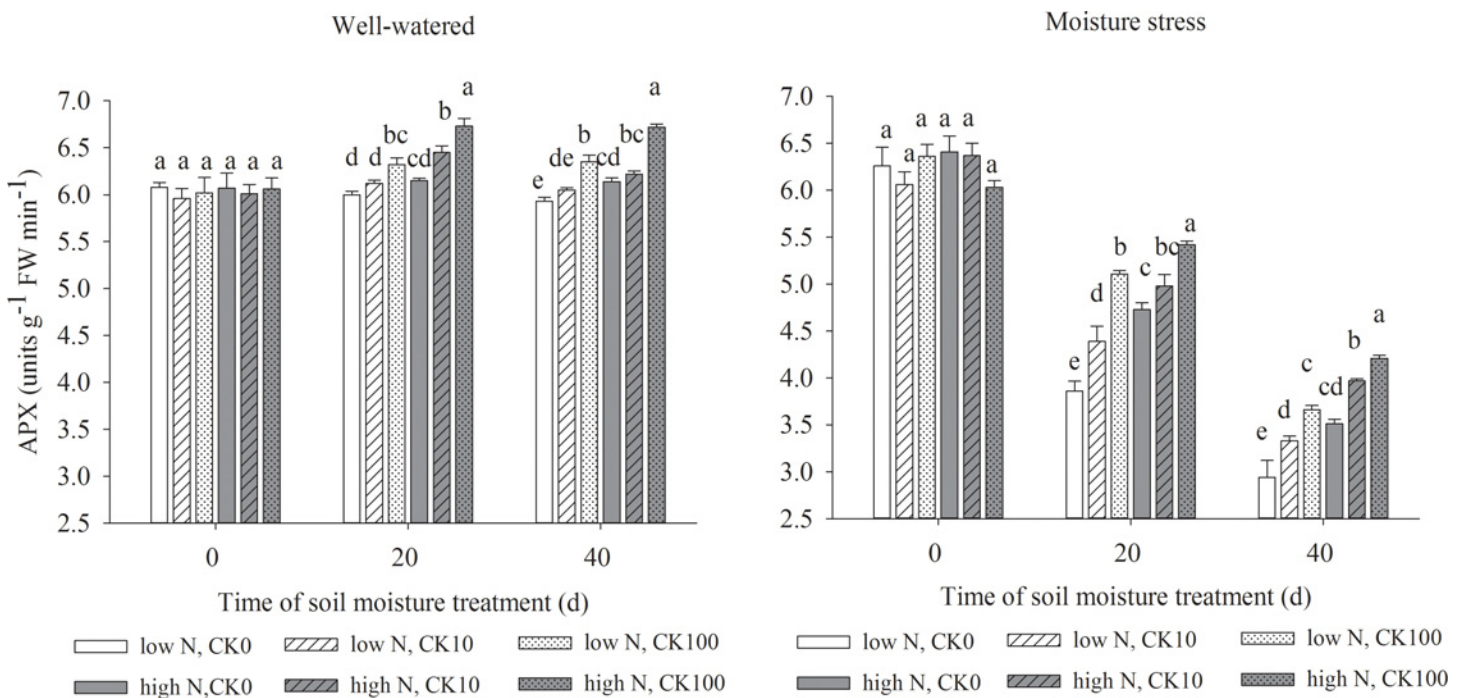 Well-watered
Moisture stress
APX (units g⁻¹ FW min⁻¹)
7.0
6.5
6.0
5.5
5.0
4.5
4.0
3.5
3.0
2.5
a a a a a a
d d bc cd b a
e de b cd bc a
0 20 40
Time of soil moisture treatment (d)
low N, CK0 low N, CK10 low N, CK100
high N,CK0 high N, CK10 high N, CK100
7.0
6.5
6.0
5.5
5.0
4.5
4.0
3.5
3.0
2.5
a a a a a a
e d b c bc a
e d c cd b a
0 20 40
Time of soil moisture treatment (d)
low N, CK0 low N, CK10 low N, CK100
high N, CK0 high N, CK10 high N, CK100